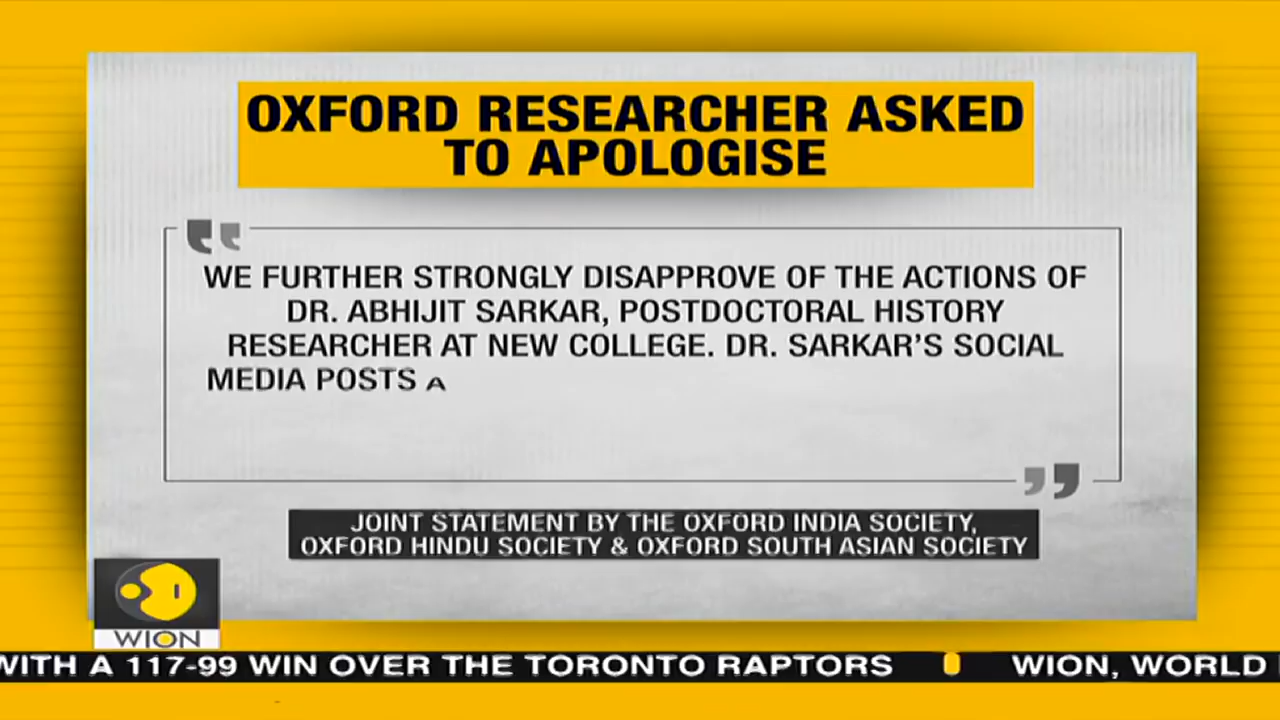 OXFORD RESEARCHER ASKED
TO APOLOGISE
WE FURTHER STRONGLY DISAPPROVE OF THE ACTIONS OF
DR. ABHIJIT SARKAR, POSTDOCTORAL HISTORY
RESEARCHER AT NEW COLLEGE. DR. SARKAR'S SOCIAL
MEDIA POSTS A
JOINT STATEMENT BY THE OXFORD INDIA SOCIETY,
OXFORD HINDU SOCIETY & OXFORD SOUTH ASIAN SOCIETY
WION
WITH A 117-99 WIN OVER THE TORONTO RAPTORS WION, WORLD